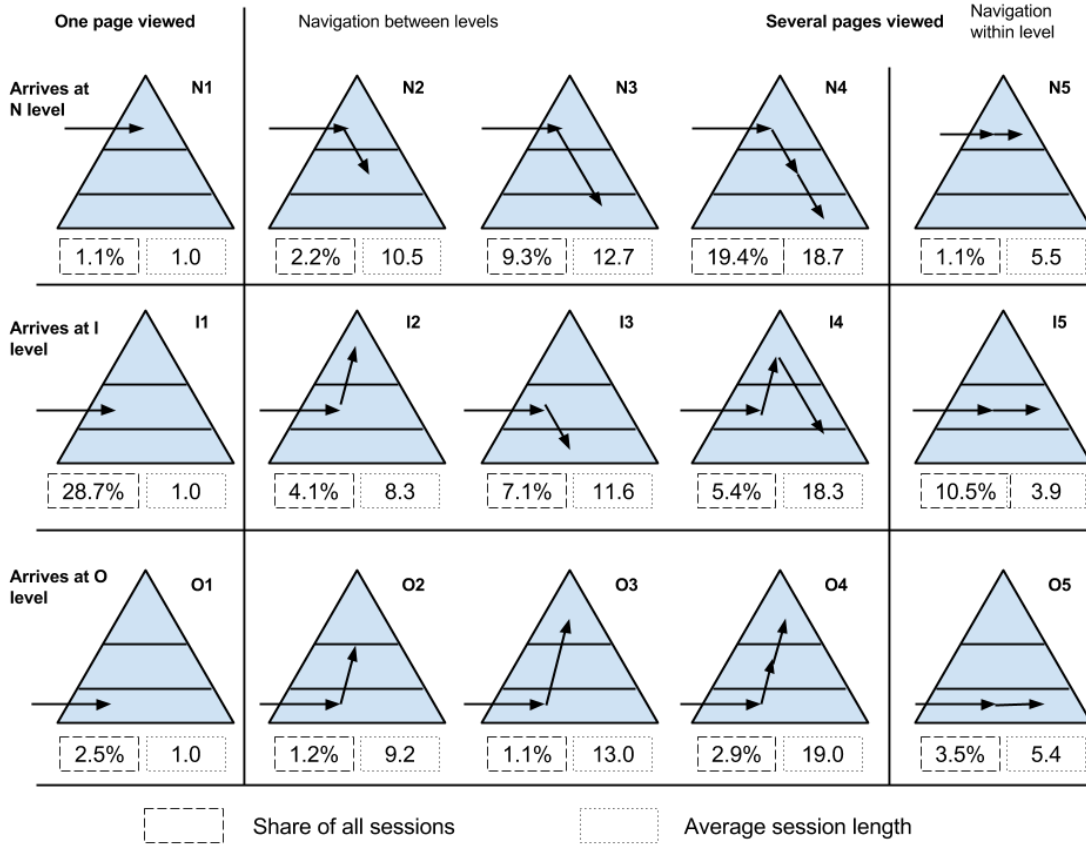 One page viewed
Navigation between levels
Several pages viewed
Navigation
within level
Arrives at
N level
N1
N2
N3
N4
N5
1.1% 1.0
2.2% 10.5
9.3% 12.7
19.4% 18.7
1.1% 5.5
Arrives at I
level
I1
I2
I3
I4
I5
28.7% 1.0
4.1% 8.3
7.1% 11.6
5.4% 18.3
10.5% 3.9
Arrives at O
level
O1
O2
O3
O4
O5
2.5% 1.0
1.2% 9.2
1.1% 13.0
2.9% 19.0
3.5% 5.4
Share of all sessions
Average session length